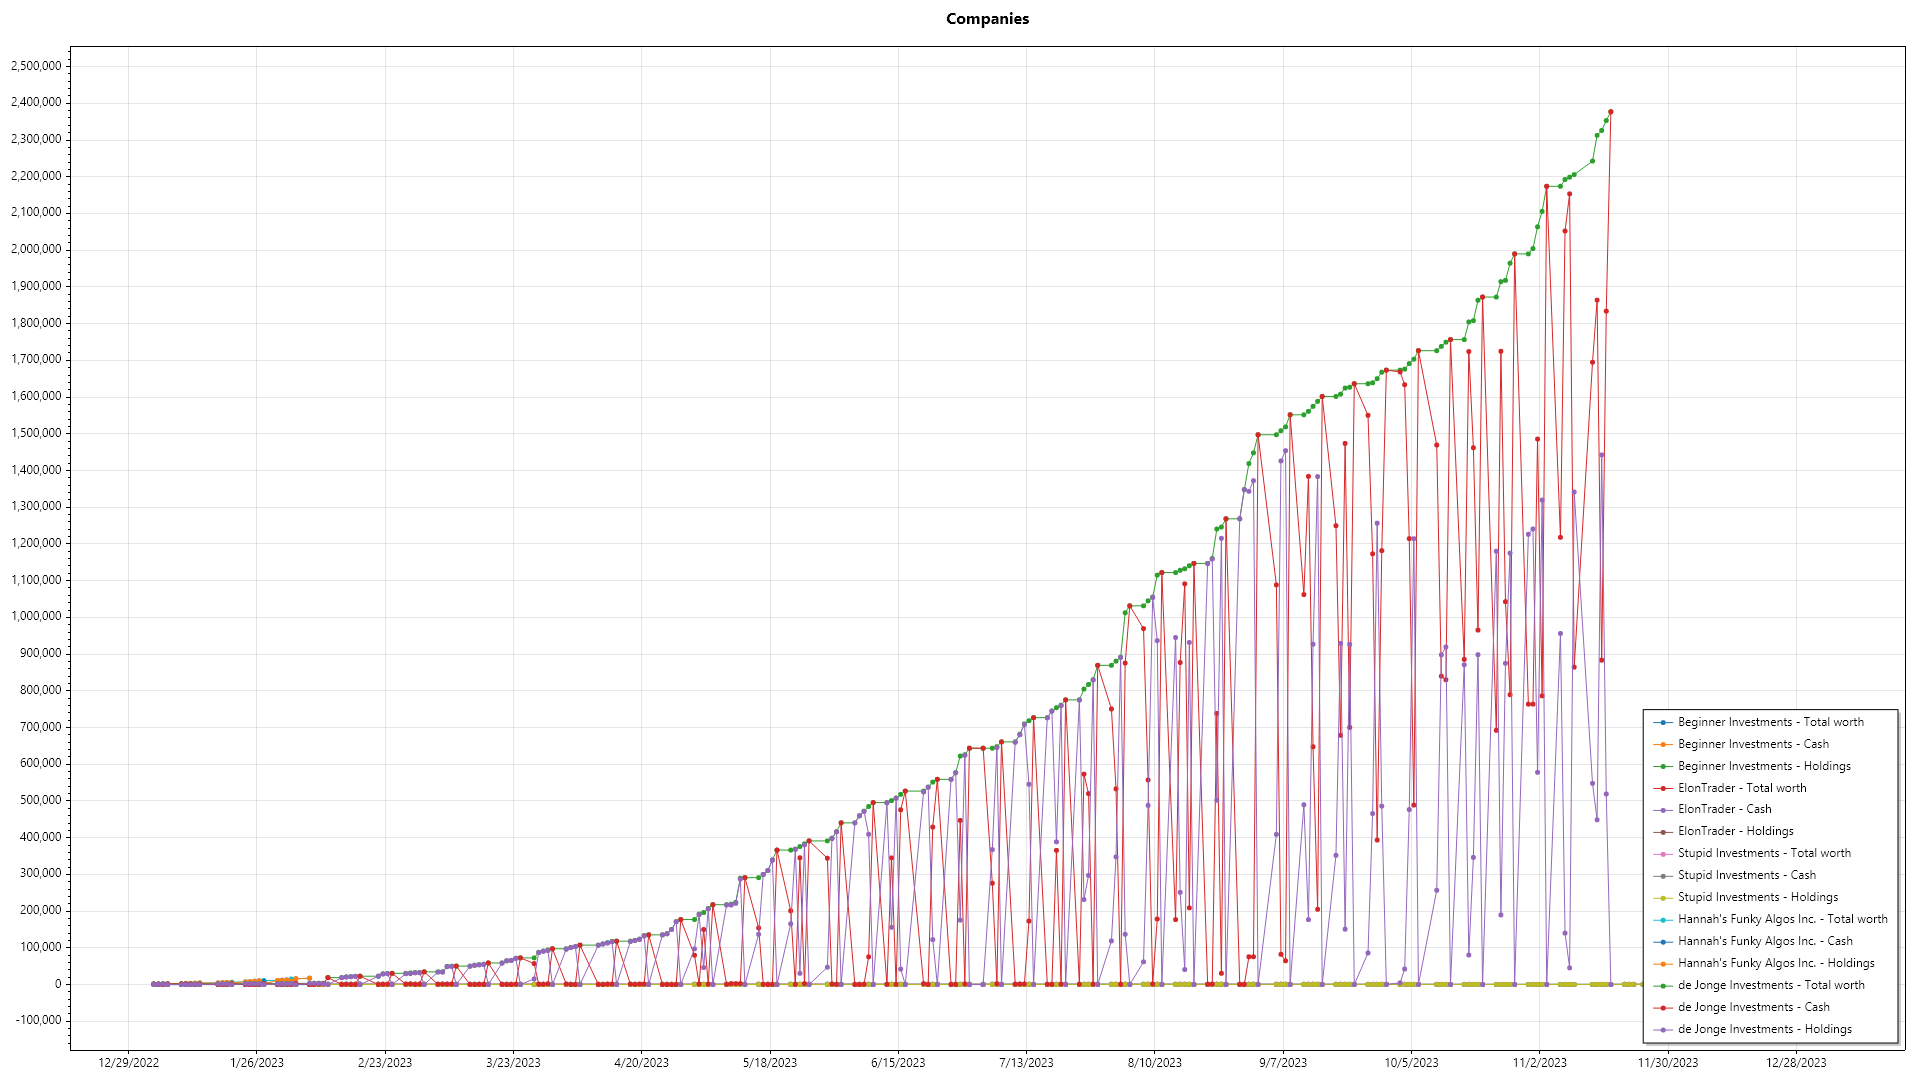 Companies
2,500,000
2,400,000
2,300,000
2,200,000
2,100,000
2,000,000
1,900,000
1,800,000
1,700,000
1,600,000
1,500,000
1,400,000
1,300,000
1,200,000
1,100,000
1,000,000
900,000
800,000
700,000
600,000
500,000
400,000
300,000
200,000
100,000
0
-100,000
Beginner Investments - Total worth
Beginner Investments - Cash
Beginner Investments - Holdings
ElonTrader - Total worth
ElonTrader - Cash
ElonTrader - Holdings
Stupid Investments - Total worth
Stupid Investments - Cash
Stupid Investments - Holdings
Hannah's Funky Algos Inc. - Total worth
Hannah's Funky Algos Inc. - Cash
Hannah's Funky Algos Inc. - Holdings
de Jonge Investments - Total worth
de Jonge Investments - Cash
de Jonge Investments - Holdings
12/29/2022 1/26/2023 2/23/2023 3/23/2023 4/20/2023 5/18/2023 6/15/2023 7/13/2023 8/10/2023 9/7/2023 10/5/2023 11/2/2023 11/30/2023 12/28/2023